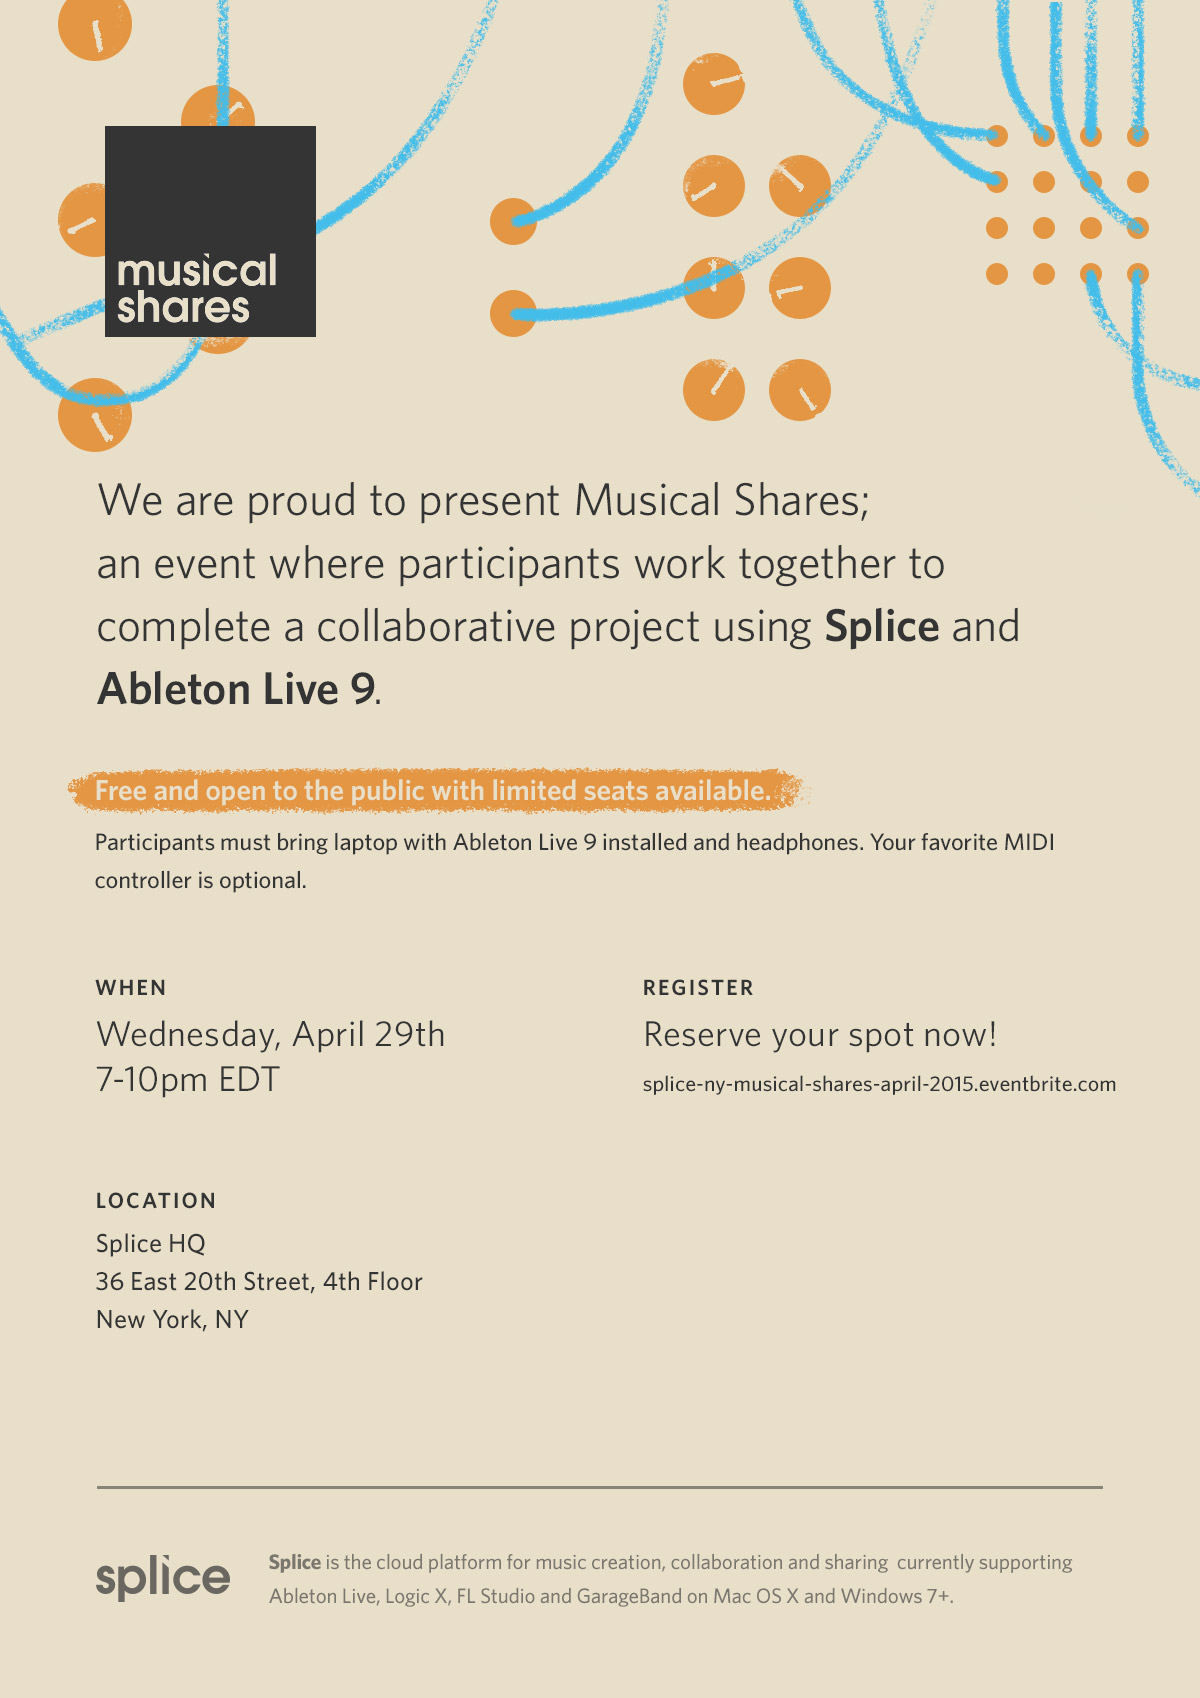 musical
shares
We are proud to present Musical Shares;
an event where participants work together to
complete a collaborative project using Splice and
Ableton Live 9.
Free and open to the public with limited seats available.
Participants must bring laptop with Ableton Live 9 installed and headphones. Your favorite MIDI
controller is optional.
WHEN
Wednesday, April 29th
7-10pm EDT
REGISTER
Reserve your spot now!
splice-ny-musical-shares-april-2015.eventbrite.com
LOCATION
Splice HQ
36 East 20th Street, 4th Floor
New York, NY
splice
Splice is the cloud platform for music creation, collaboration and sharing  currently supporting
Ableton Live, Logic X, FL Studio and GarageBand on Mac OS X and Windows 7+.